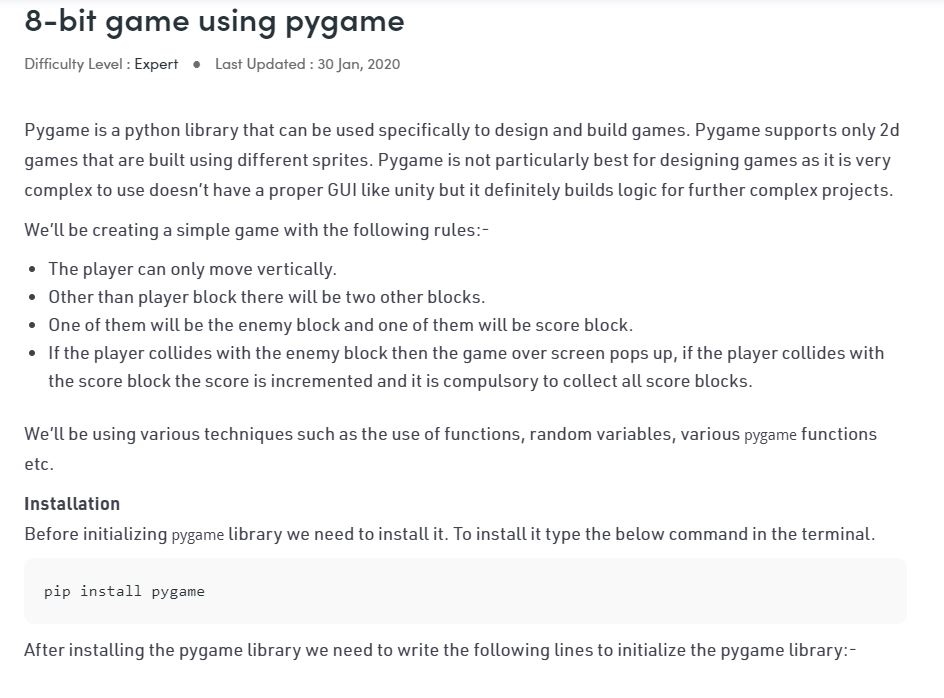 8-bit game using pygame
Difficulty Level : Expert ● Last Updated : 30 Jan, 2020
Pygame is a python library that can be used specifically to design and build games. Pygame supports only 2d
games that are built using different sprites. Pygame is not particularly best for designing games as it is very
complex to use doesn’t have a proper GUI like unity but it definitely builds logic for further complex projects.
We’ll be creating a simple game with the following rules:-
• The player can only move vertically.
• Other than player block there will be two other blocks.
• One of them will be the enemy block and one of them will be score block.
• If the player collides with the enemy block then the game over screen pops up, if the player collides with
the score block the score is incremented and it is compulsory to collect all score blocks.
We’ll be using various techniques such as the use of functions, random variables, various pygame functions
etc.
Installation
Before initializing pygame library we need to install it. To install it type the below command in the terminal.
pip install pygame
After installing the pygame library we need to write the following lines to initialize the pygame library:-